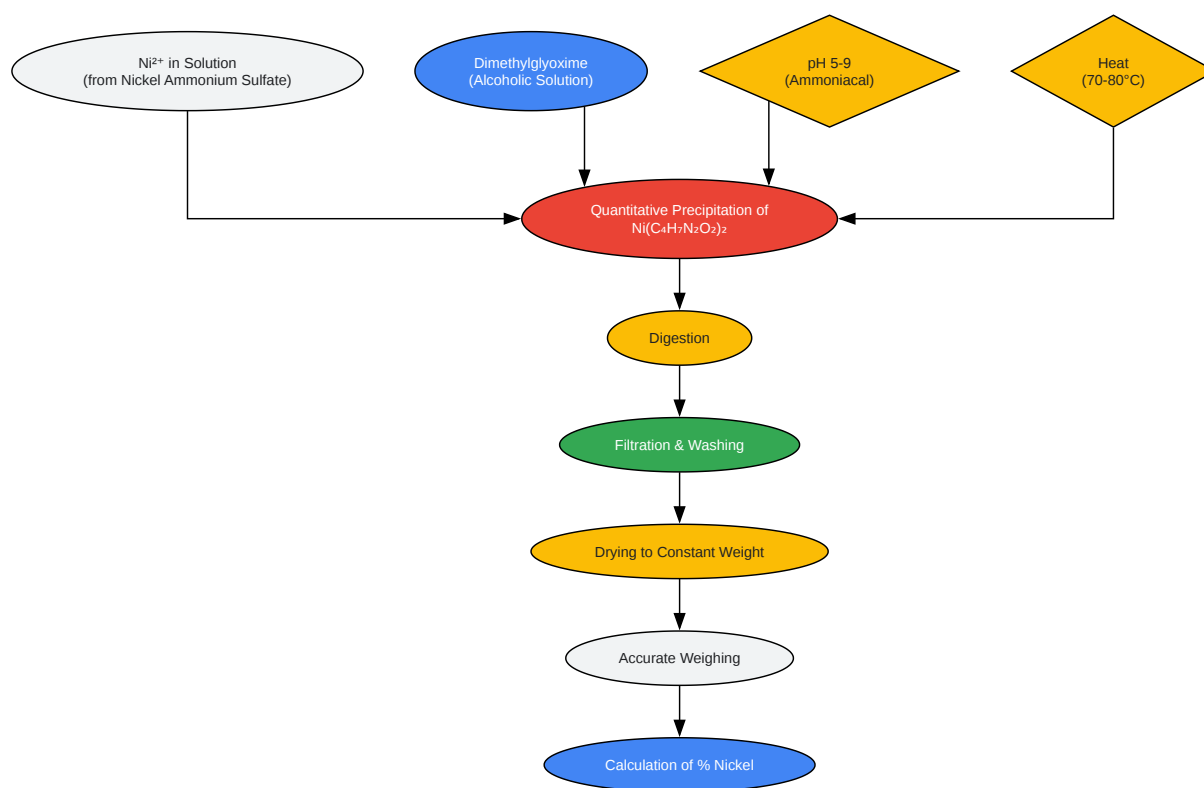 Ni²⁺ in Solution
(from Nickel Ammonium Sulfate)
Dimethylglyoxime
(Alcoholic Solution)
pH 5-9
(Ammoniacal)
Heat
(70-80°C)
Quantitative Precipitation of
Ni(C₄H₇N₂O₂)₂
Digestion
Filtration & Washing
Drying to Constant Weight
Accurate Weighing
Calculation of % Nickel